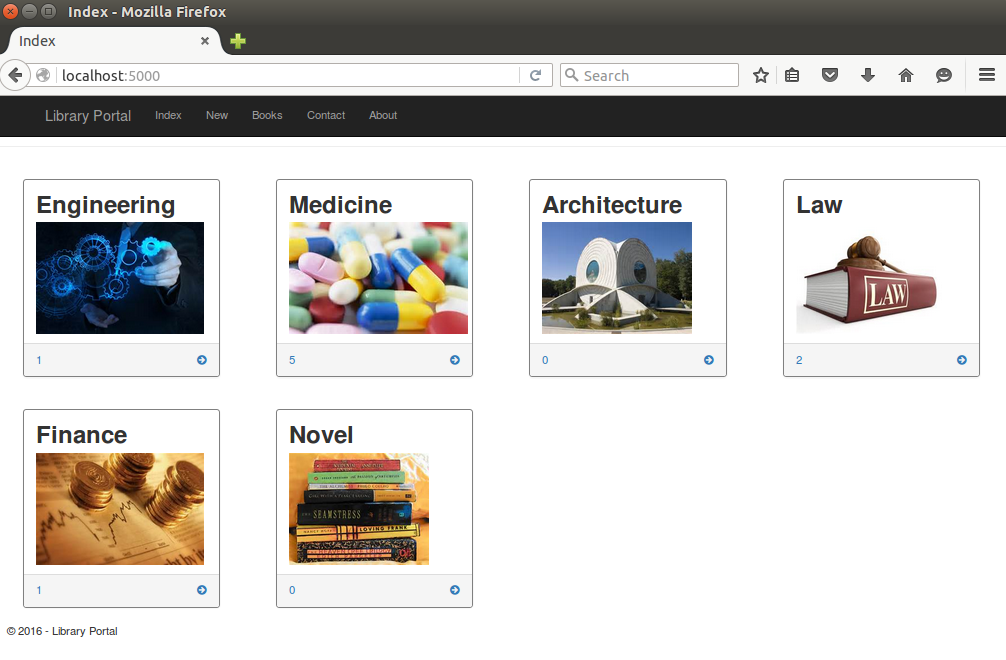 Index - Mozilla Firefox
Index
localhost:5000
Search
Library Portal Index New Books Contact About
Engineering Medicine Architecture Law
LAW
1 5 0 2
Finance Novel
SEAMSTRESS
LOVING FRANK
1 0
© 2016 - Library Portal